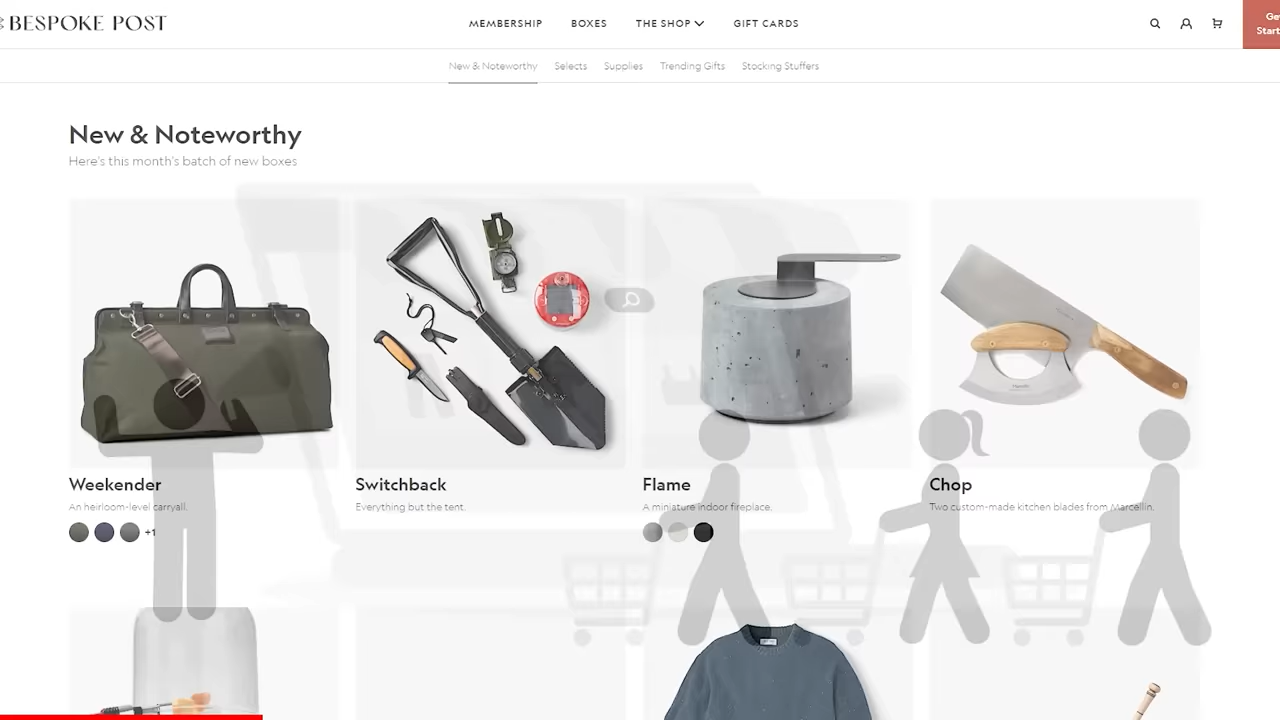 BESPOKE POST
MEMBERSHIP BOXES THE SHOP GIFT CARDS
Get
Start
New & Noteworthy Selects Supplies Trending Gifts Stocking Stuffers
New & Noteworthy
Here's this month's batch of new boxes
Weekender Switchback Flame Chop
An heirloom-level carryall. Everything but the tent. A miniature indoor fireplace. Two custom-made kitchen blades from Marcellin.
+1